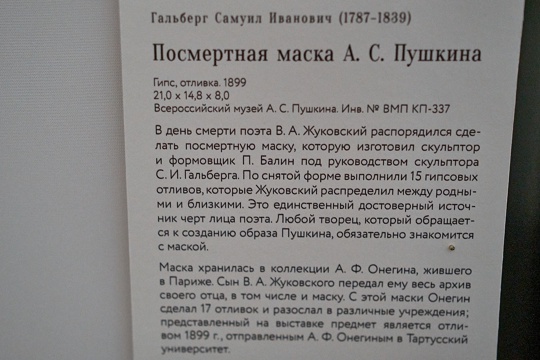 Гальберг Самуил Иванович (1787–1839)
Посмертная маска А. С. Пушкина
Гипс, отливка. 1899
21,0 x 14,8 x 8,0
Всероссийский музей А. С. Пушкина. Инв. № ВМП КП-337
В день смерти поэта В. А. Жуковский распорядился сде-
лать посмертную маску, которую изготовил скульптор
и формовщик П. Балин под руководством скульптора
С. И. Гальберга. По снятой форме выполнили 15 гипсовых
отливов, которые Жуковский распределил между родны-
ми и близкими. Это единственный достоверный источ-
ник черт лица поэта. Любой творец, который обращает-
ся к созданию образа Пушкина, обязательно знакомится
с маской.
Маска хранилась в коллекции А. Ф. Онегина, жившего
в Париже. Сын В. А. Жуковского передал ему весь архив
своего отца, в том числе и маску. С этой маски Онегин
сделал 17 отливок и разослал в различные учреждения;
представленный на выставке предмет является отли-
вом 1899 г., отправленным А. Ф. Онегиным в Тартусский
университет.